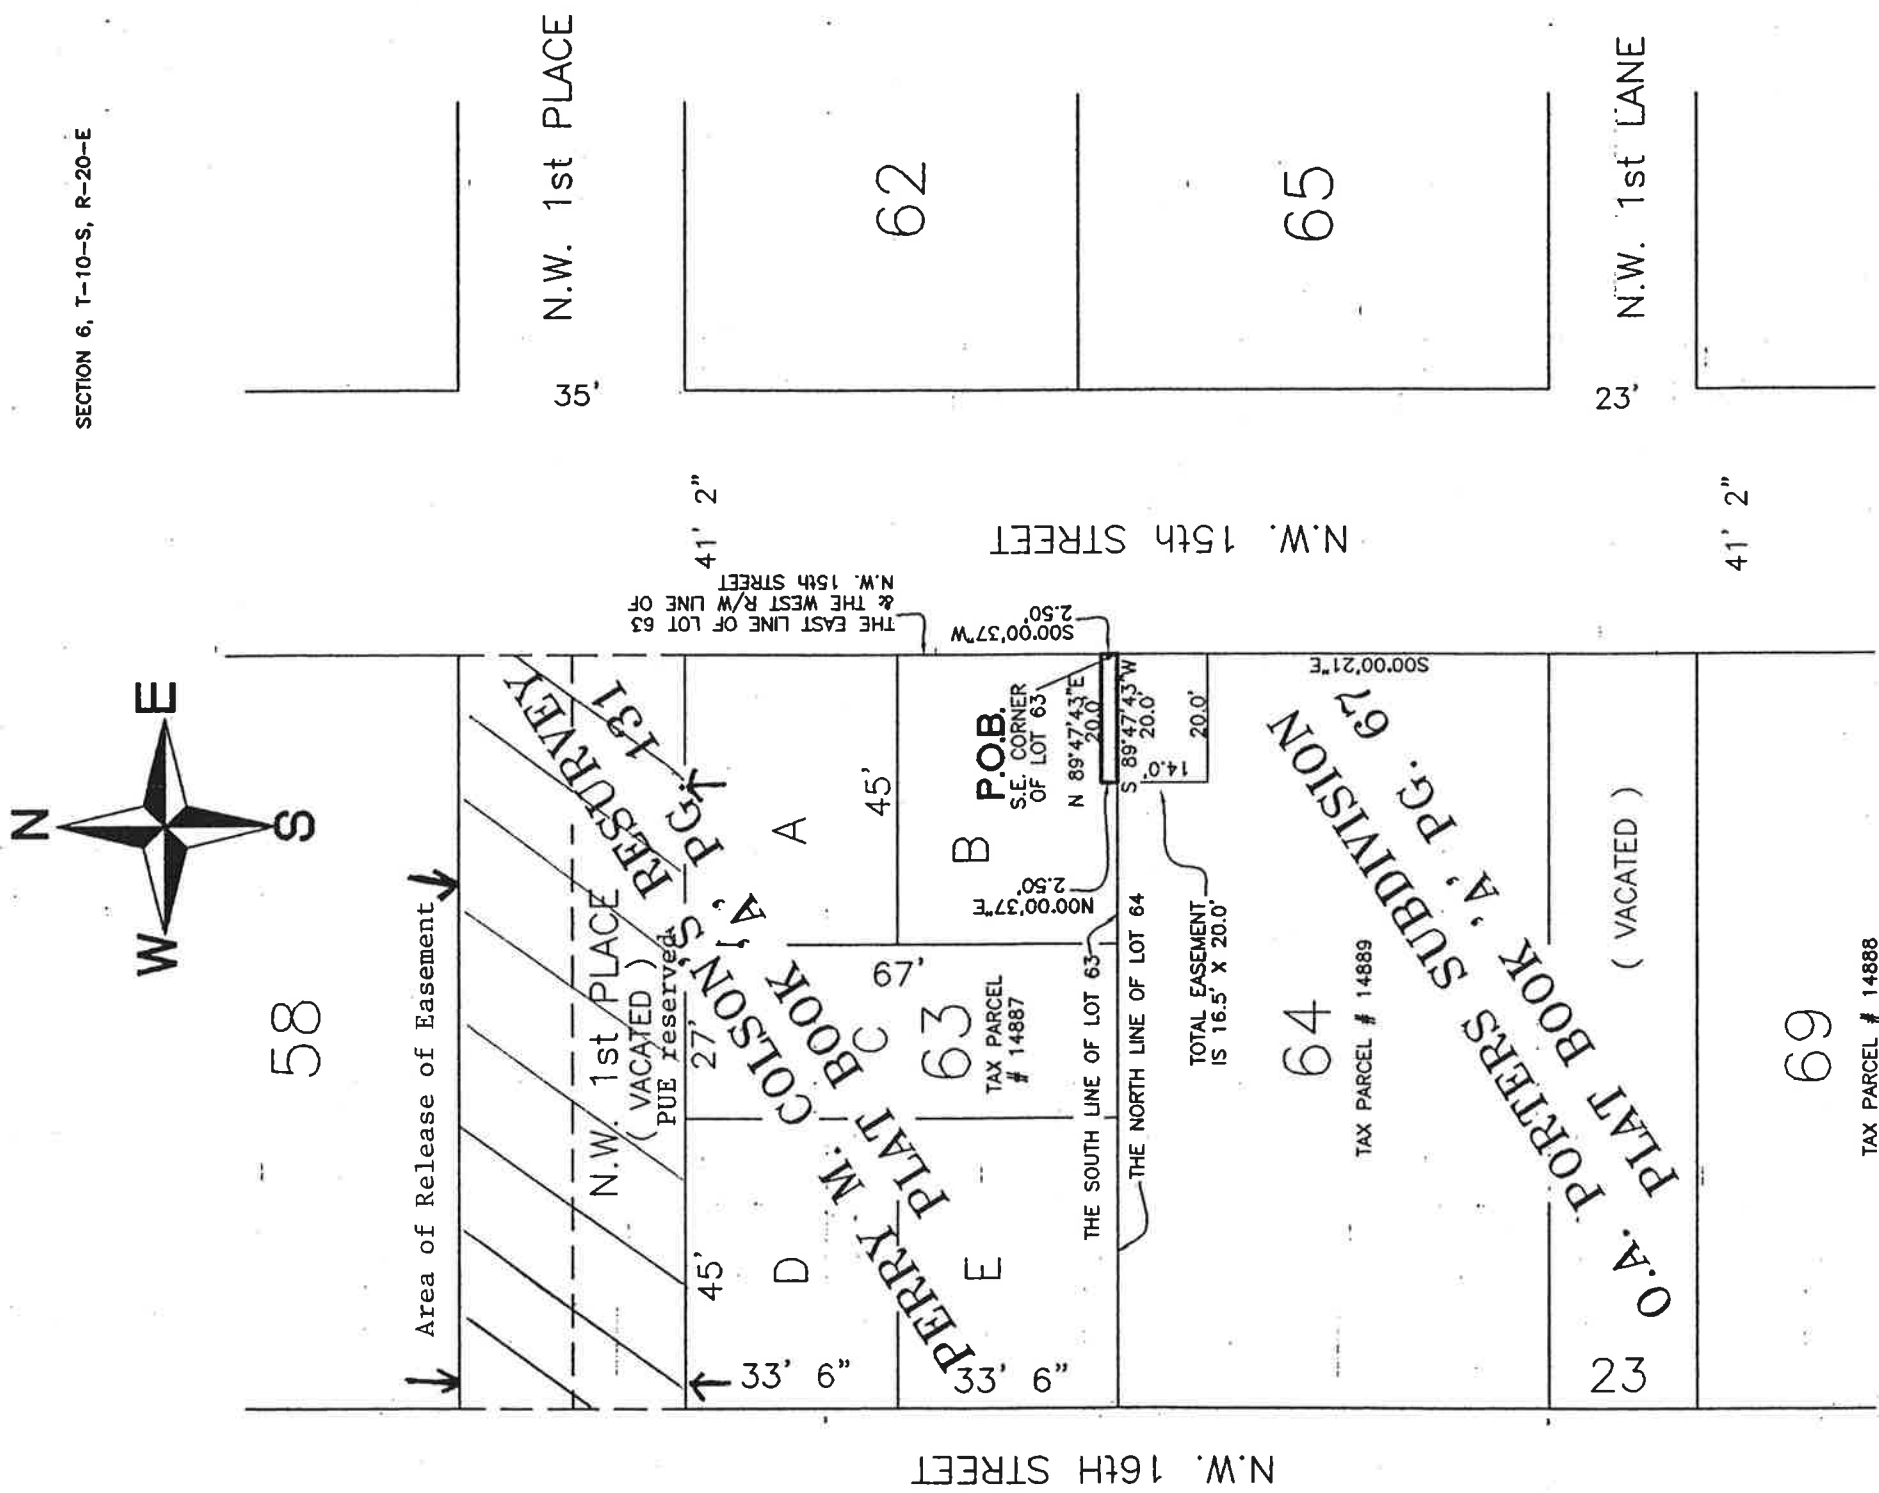 SECTION 6, T-10-S, R-20-E
N
E
S
W
N.W. 1st PLACE
35'
62
65
N.W. 1st LANE
23'
41' 2"
N.W. 15th STREET
41' 2"
THE EAST LINE OF LOT 63
& THE WEST R/W LINE OF
N.W. 15th STREET
S00°00'37"W
2.50'
P.O.B.
S.E. CORNER
OF LOT 63
N 89°47'43"E
20.0'
S 89°47'43"W
20.0'
20.0'
14.0'
N00°00'37"E
2.50'
S00°00'21"E
58
Area of Release of Easement
N.W. 1st PLACE
( VACATED )
(PUE reserved)
PERRY M. COLSON'S RESURVEY
PLAT BOOK 'A', PG. 131
A
45'
B
67'
C
27'
63
TAX PARCEL
# 14887
D
45'
E
33' 6"
33' 6"
THE SOUTH LINE OF LOT 63
THE NORTH LINE OF LOT 64
TOTAL EASEMENT
IS 16.5' X 20.0'
64
TAX PARCEL # 14889
O.A. PORTERS SUBDIVISION
PLAT BOOK 'A' PG. 67
( VACATED )
23
69
TAX PARCEL # 14888
N.W. 16TH STREET